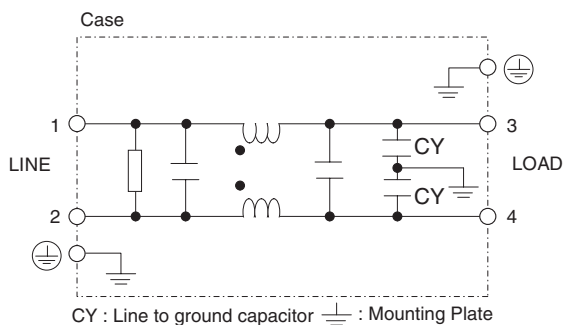 Case
1
3
CY
LINE
LOAD
CY
2
4
CY : Line to ground capacitor : Mounting Plate